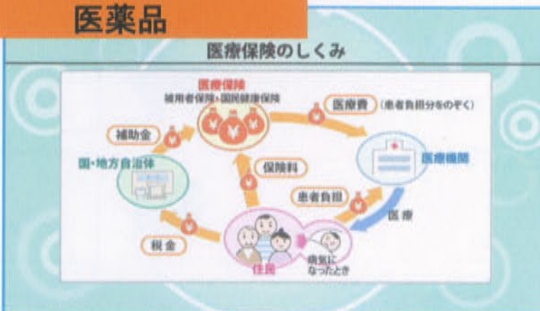 医薬品
医療保険のしくみ
医療保険
被用者保険・国民健康保険
医療費
(患者負担分をのぞく)
補助金
国・地方自治体
保険料
医療機関
患者負担
医療
税金
住民
病気に
なったとき